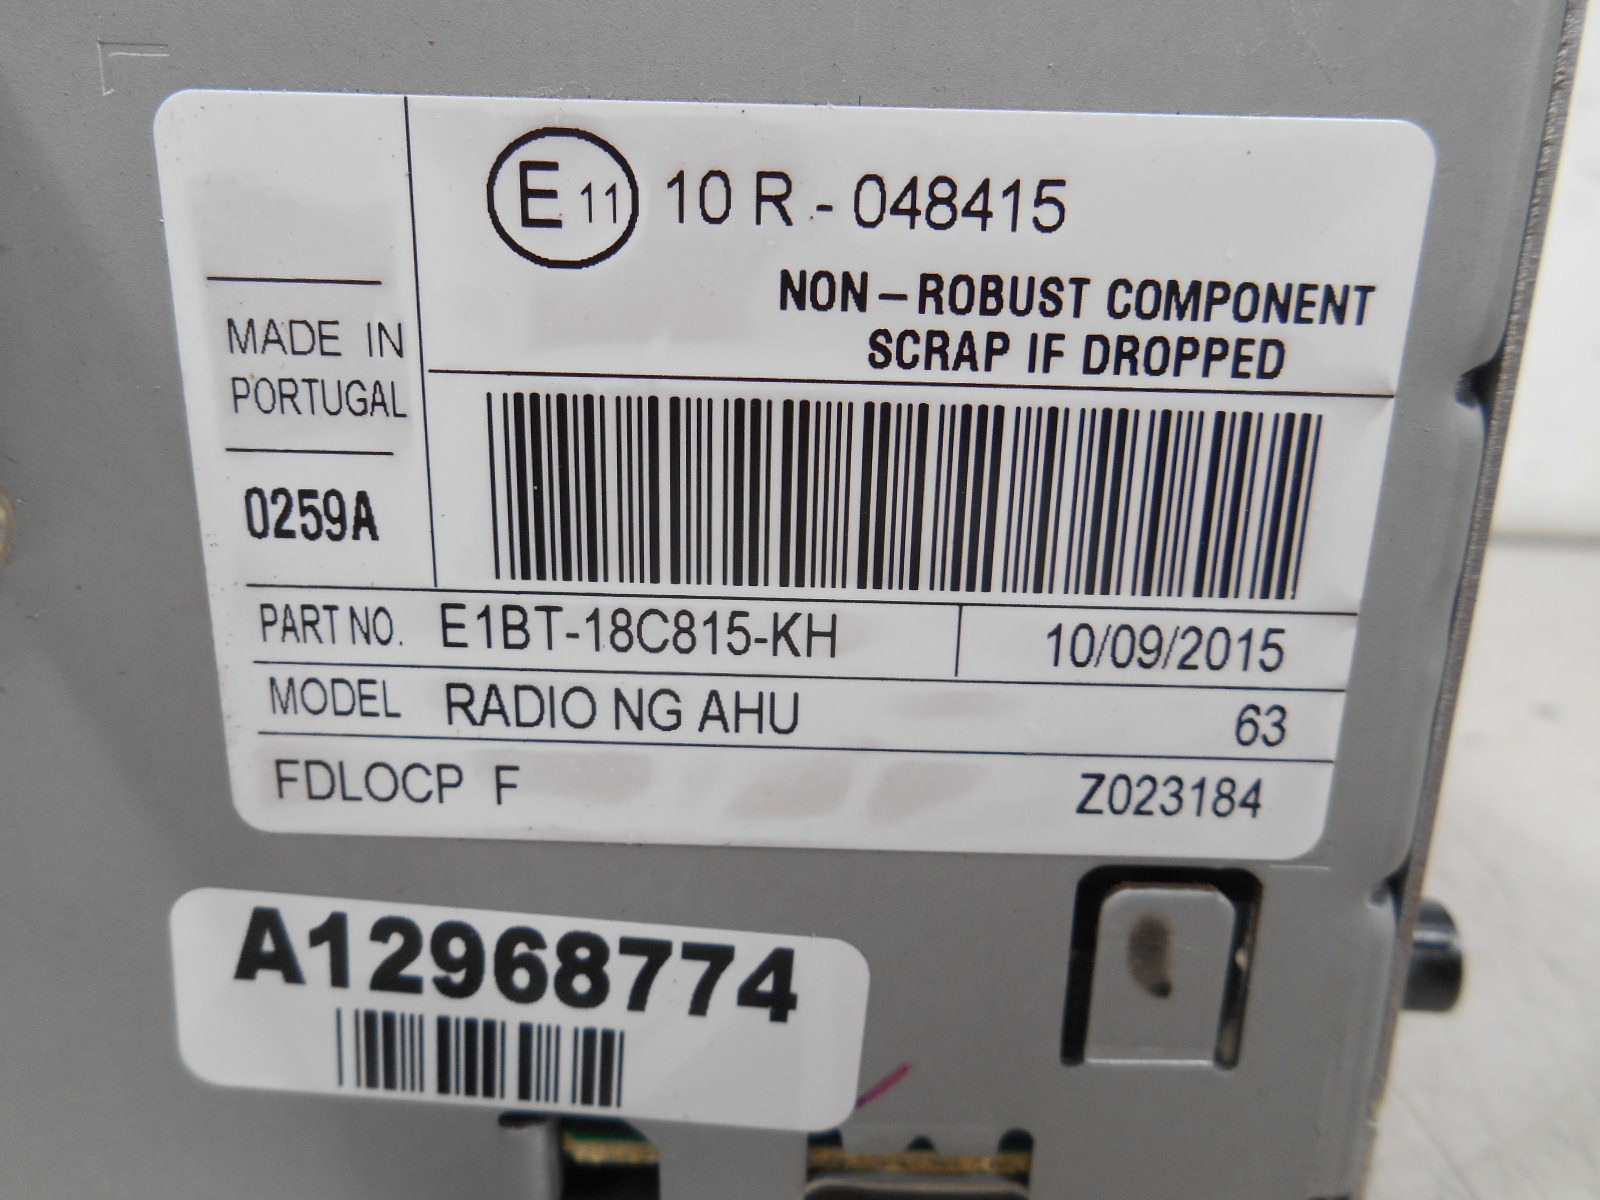 E 11 10 R - 048415
NON - ROBUST COMPONENT
SCRAP IF DROPPED
MADE IN
PORTUGAL
0259A
PART NO. E1BT-18C815-KH 10/09/2015
MODEL RADIO NG AHU 63
FDLOCP F Z023184
A12968774